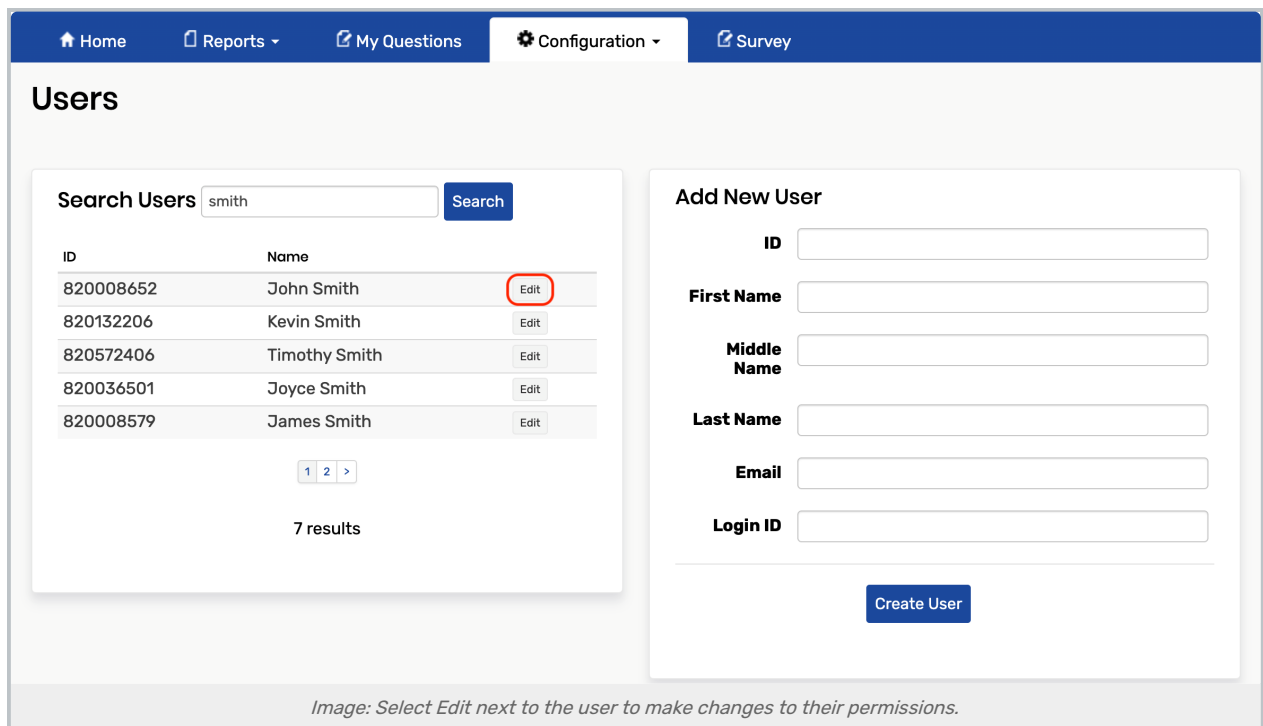 Home Reports My Questions Configuration Survey
Users
Search Users smith Search
ID Name
820008652 John Smith Edit
820132206 Kevin Smith Edit
820572406 Timothy Smith Edit
820036501 Joyce Smith Edit
820008579 James Smith Edit
1 2 >
7 results
Add New User
ID
First Name
Middle
Name
Last Name
Email
Login ID
Create User
Image: Select Edit next to the user to make changes to their permissions.